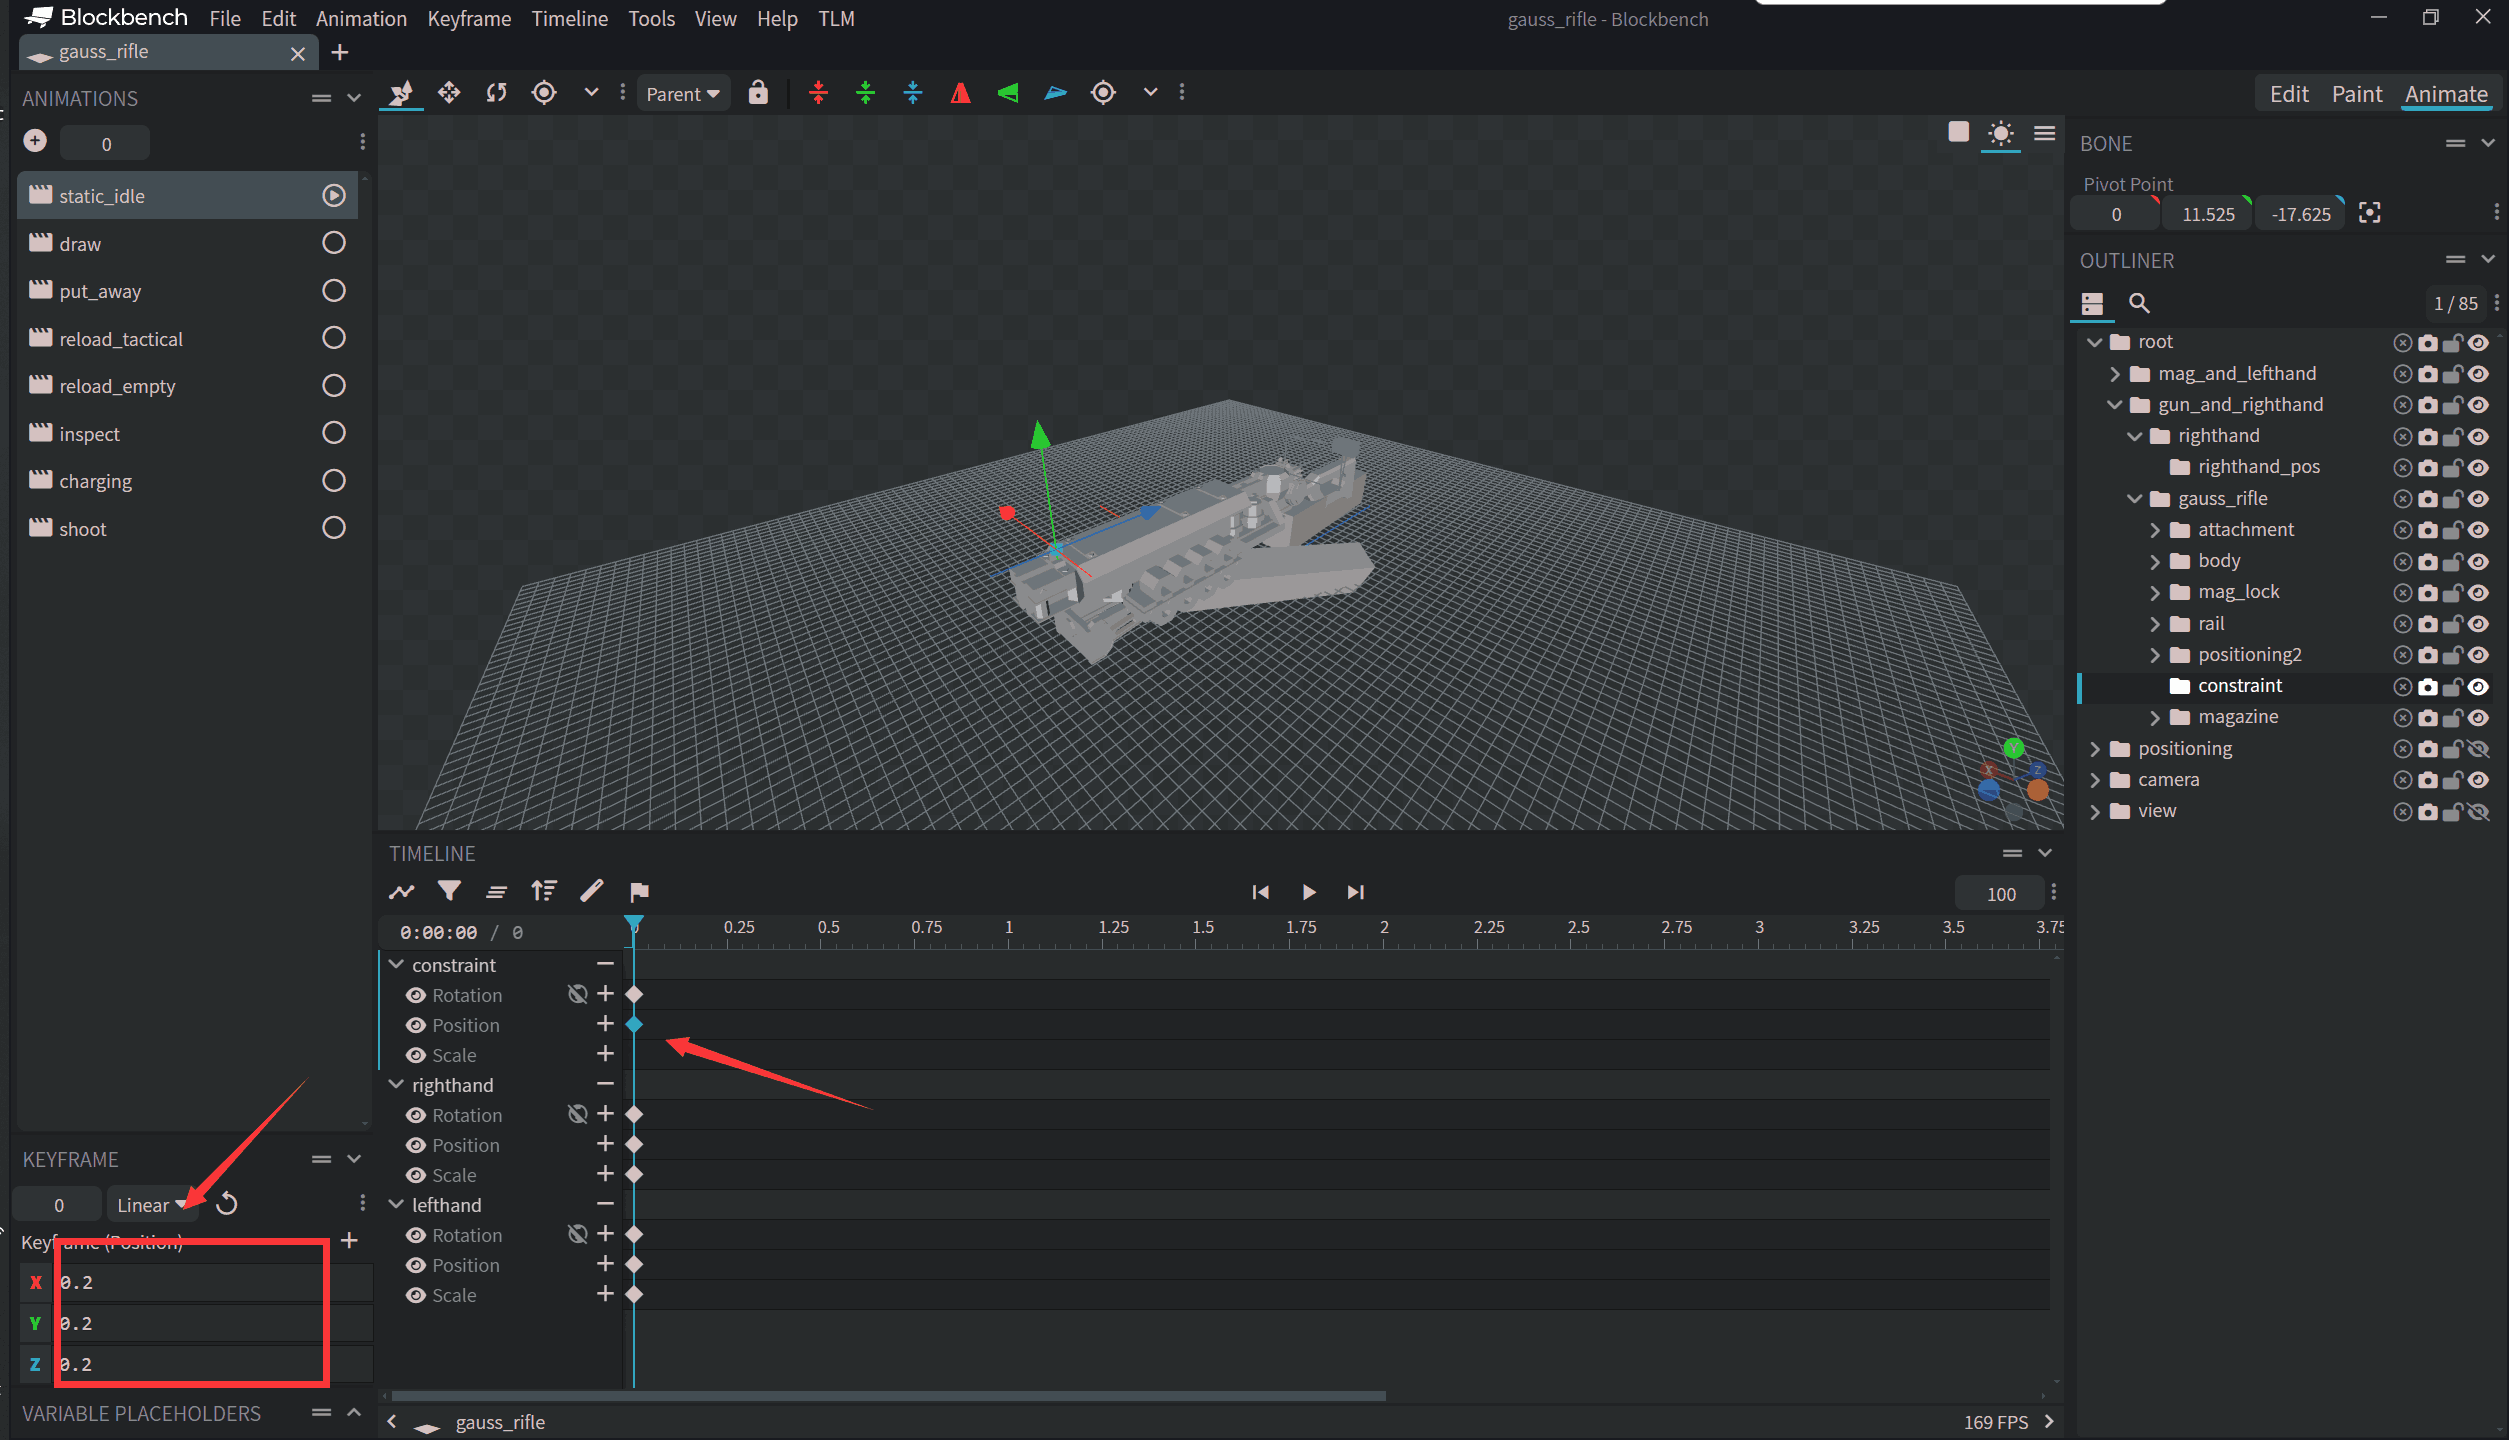 Blockbench File Edit Animation Keyframe Timeline Tools View Help TLM
gauss_rifle - Blockbench
gauss_rifle
ANIMATIONS
0
static_idle
draw
put_away
reload_tactical
reload_empty
inspect
charging
shoot
KEYFRAME
0 Linear
Keyframe (Position)
X 0.2
Y 0.2
Z 0.2
VARIABLE PLACEHOLDERS
Parent
Edit Paint Animate
Y
X
Z
TIMELINE
100
0:00:00 / 0
0 0.25 0.5 0.75 1 1.25 1.5 1.75 2 2.25 2.5 2.75 3 3.25 3.5 3.75
constraint
Rotation
Position
Scale
righthand
Rotation
Position
Scale
lefthand
Rotation
Position
Scale
gauss_rifle
169 FPS
BONE
Pivot Point
0 11.525 -17.625
OUTLINER
1 / 85
root
mag_and_lefthand
gun_and_righthand
righthand
righthand_pos
gauss_rifle
attachment
body
mag_lock
rail
positioning2
constraint
magazine
positioning
camera
view